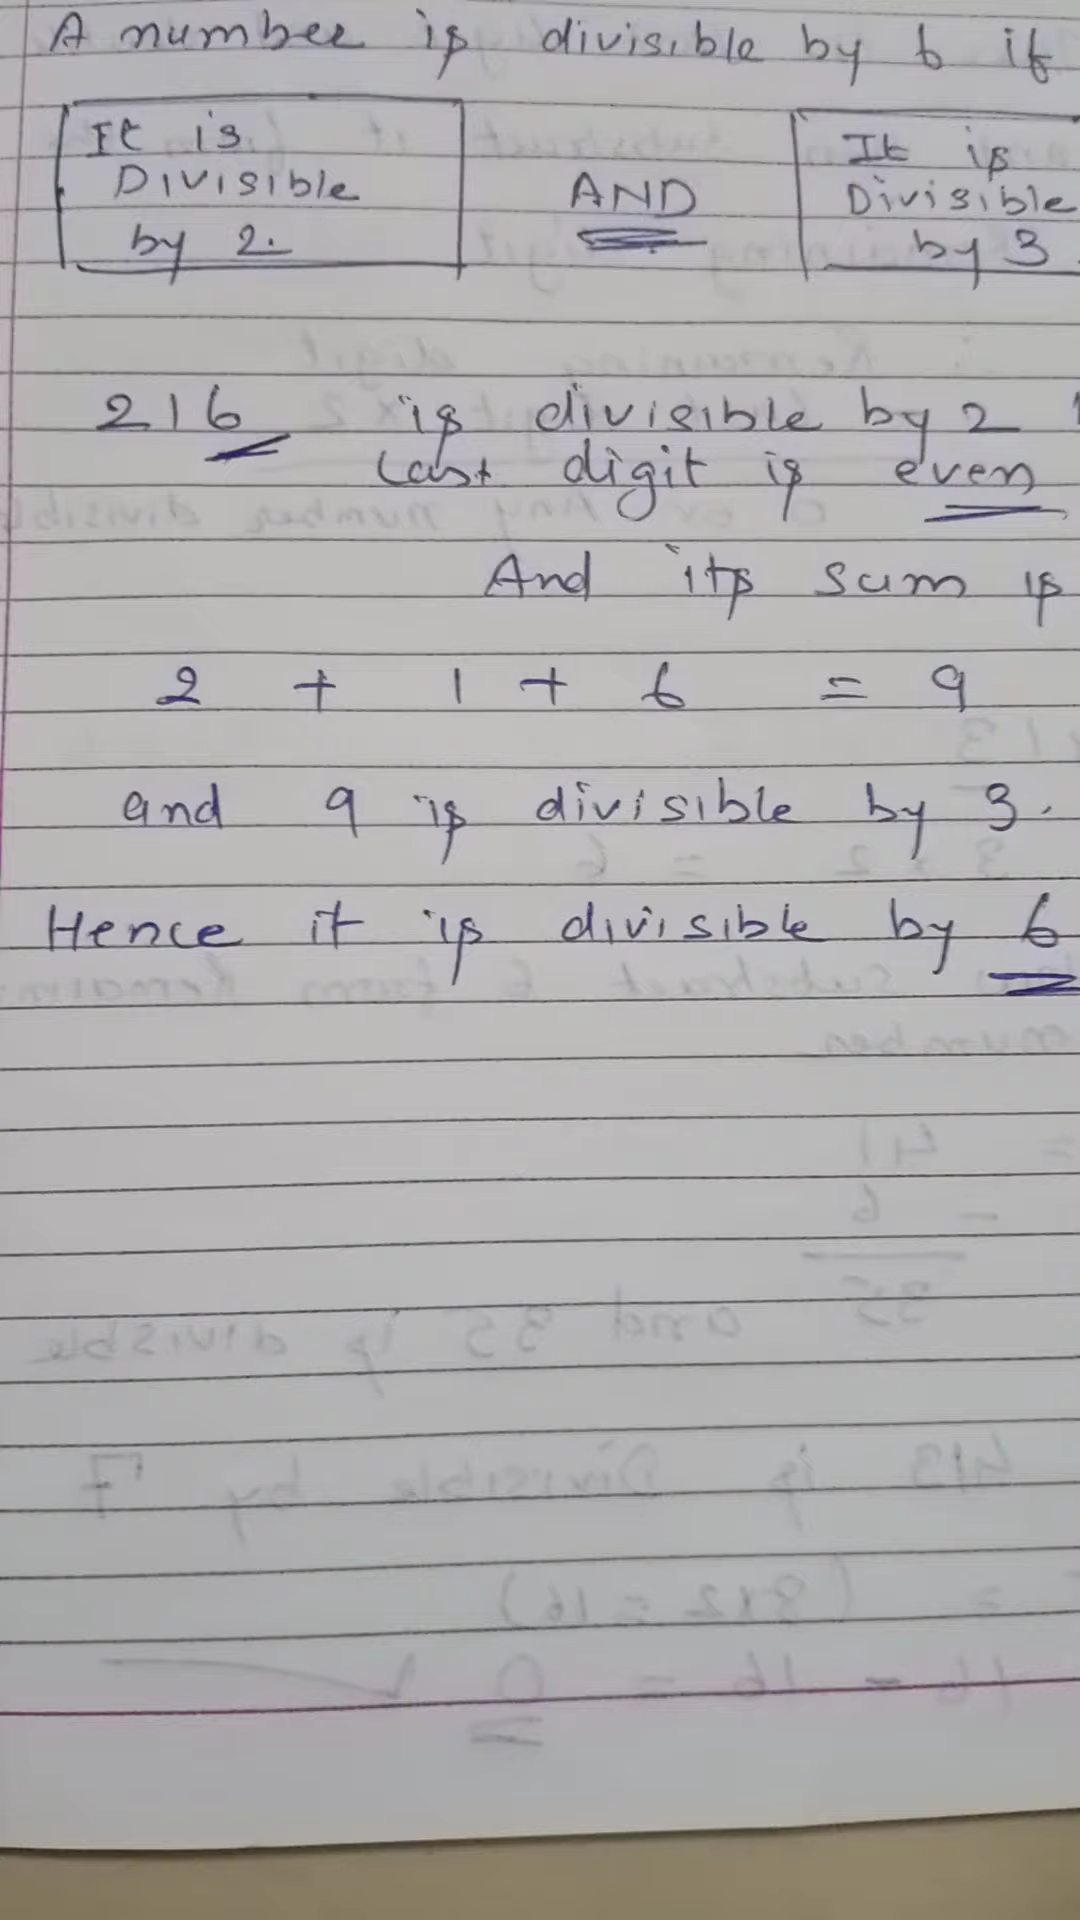 A number is divisible by 6 if
It is
Divisible
by 2.
AND
It is
Divisible
by 3.
216 is divisible by 2
Last digit is even
And its sum is
2 + 1 + 6 = 9
and 9 is divisible by 3.
Hence it is divisible by 6